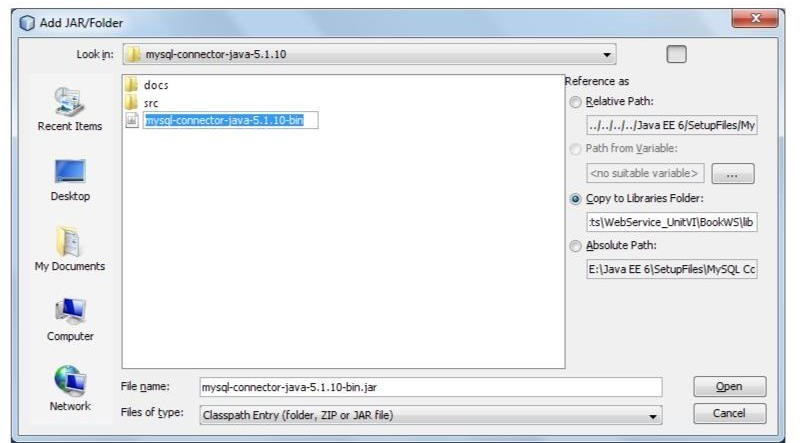 Add JAR/Folder
Look in:
mysql-connector-java-5.1.10
docs
src
mysql-connector-java-5.1.10-bin
Recent Items
Desktop
My Documents
Computer
Network
Reference as
Relative Path:
../../../../Java EE 6/SetupFiles/My
Path from Variable:
<no suitable variable>
...
Copy to Libraries Folder:
:ts\WebService_UnitVI\BookWS\lib
Absolute Path:
E:\Java EE 6\SetupFiles\MySQL Cc
File name:
mysql-connector-java-5.1.10-bin.jar
Open
Files of type:
Classpath Entry (folder, ZIP or JAR file)
Cancel